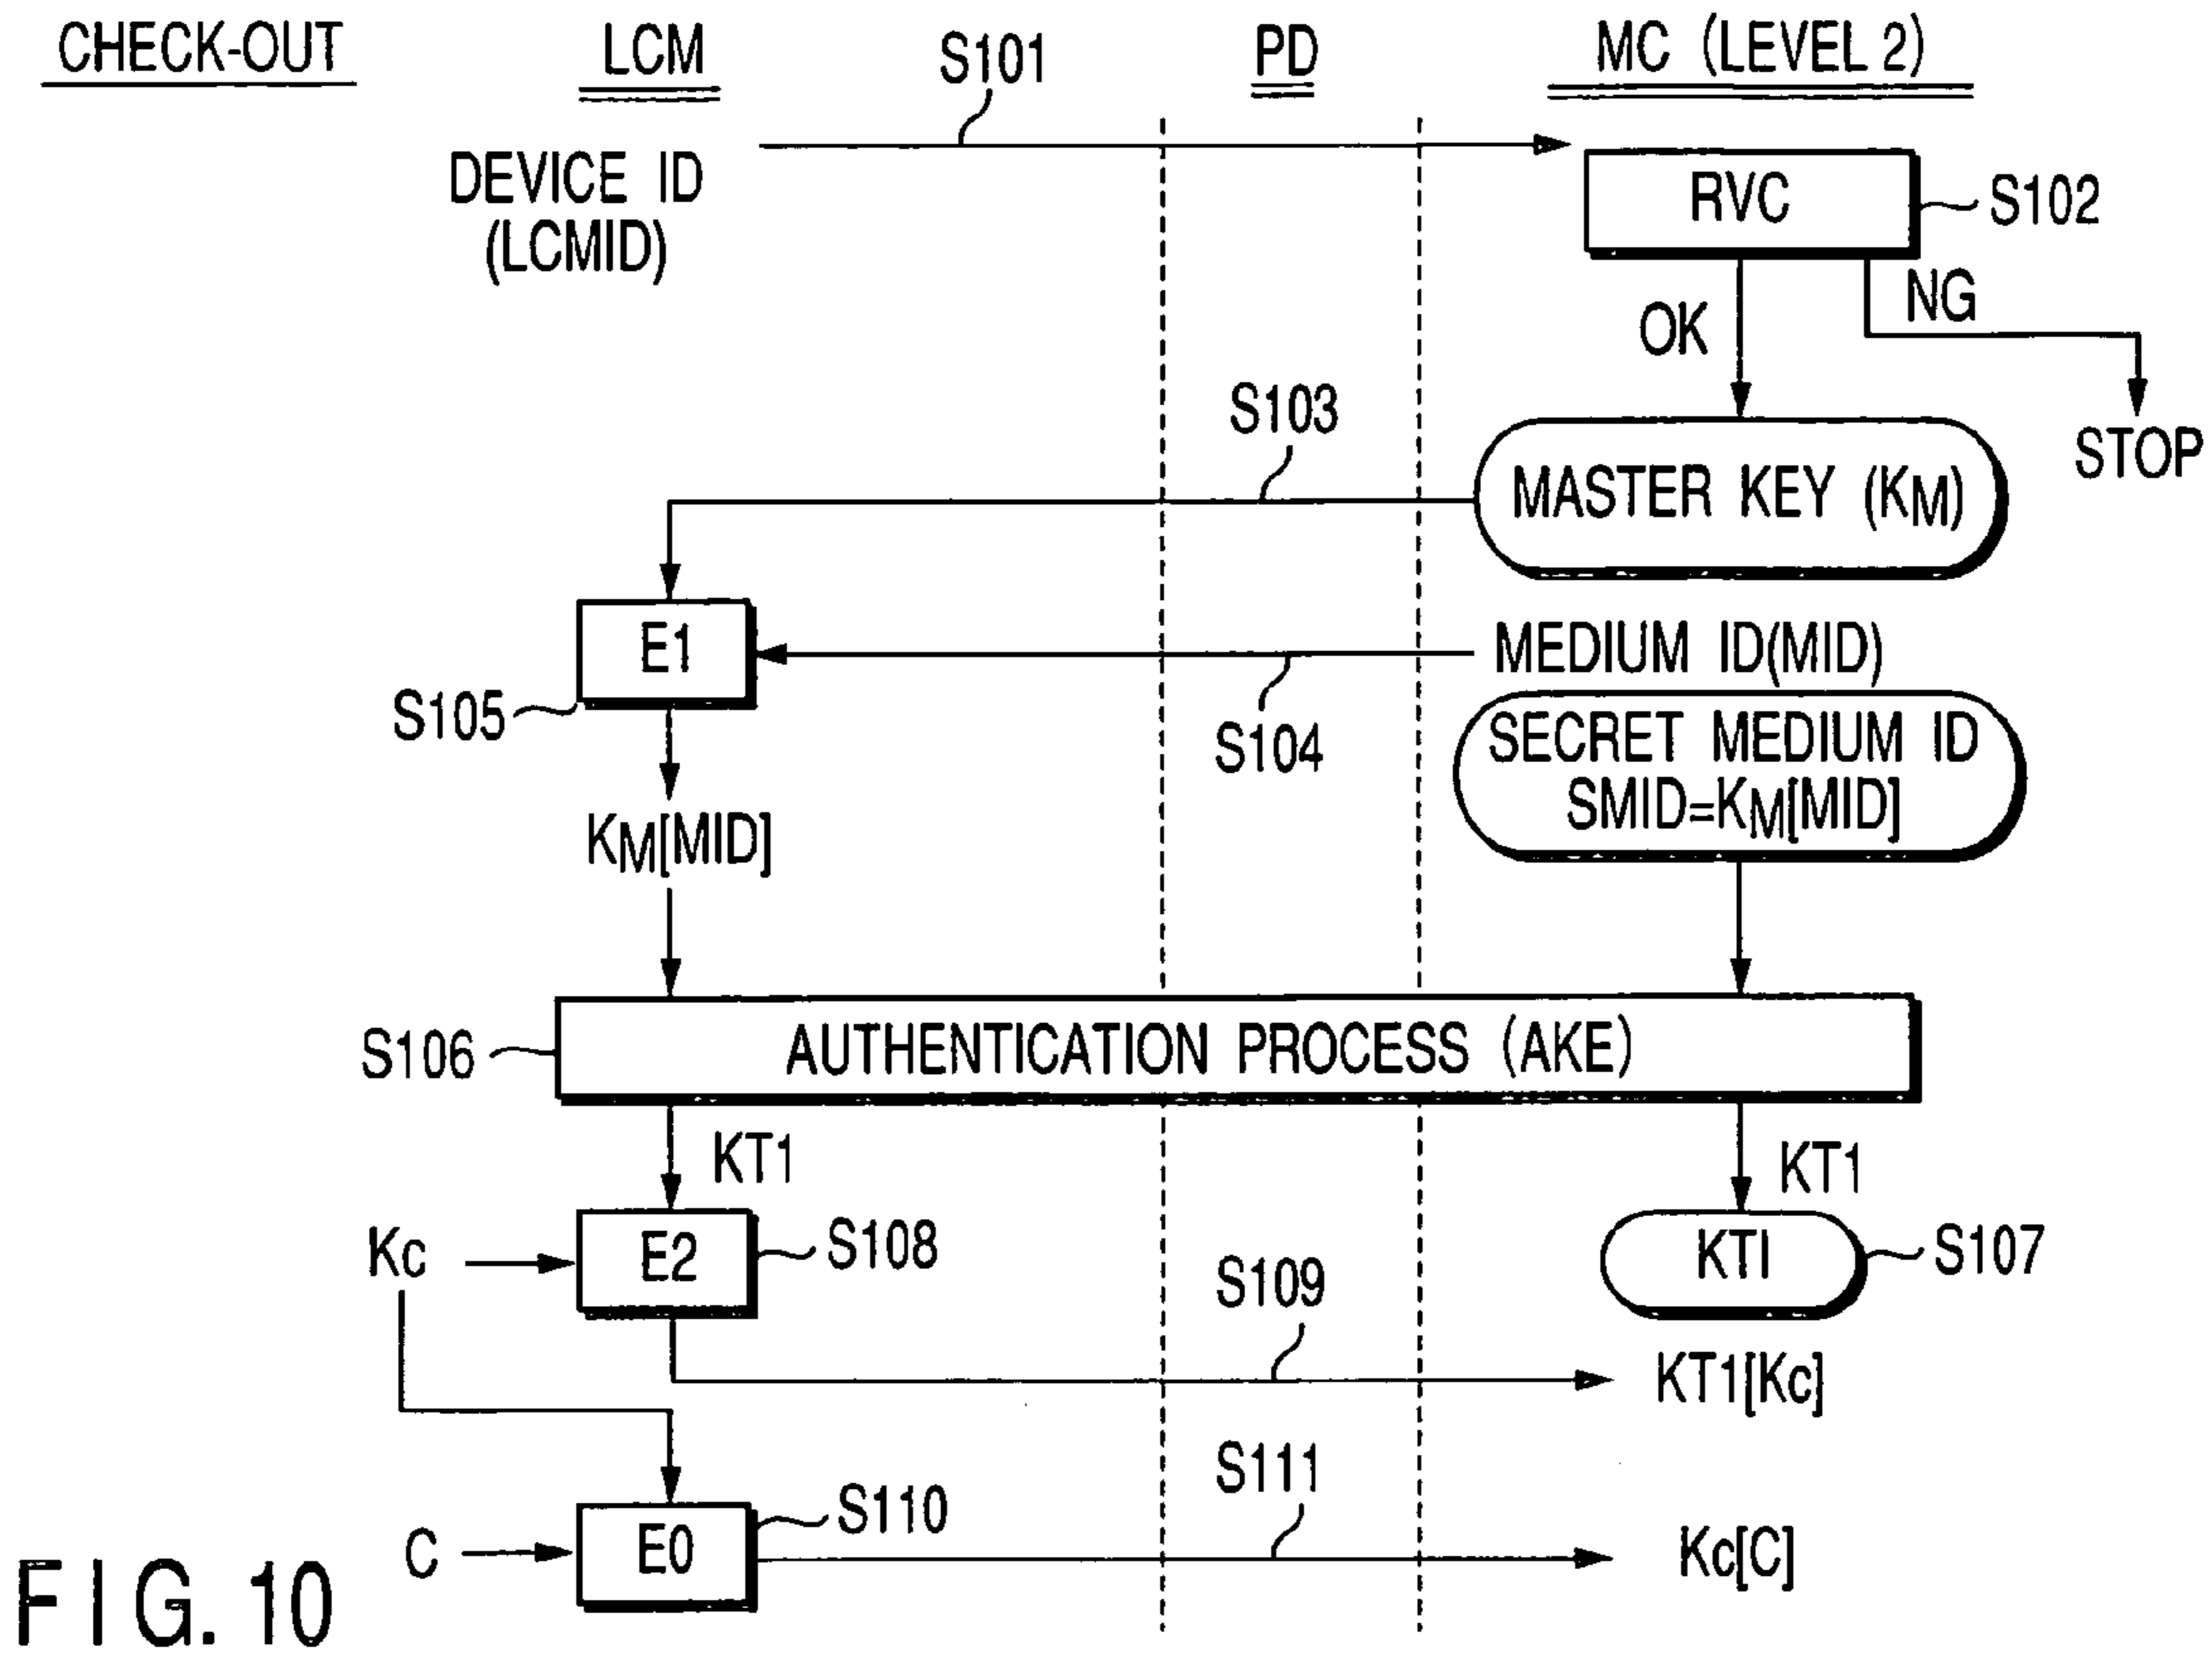 CHECK-OUT
LCM
S101
PD
MC (LEVEL 2)
DEVICE ID
(LCMID)
RVC
S102
OK
NG
STOP
S103
MASTER KEY (KM)
E1
MEDIUM ID(MID)
S105
S104
SECRET MEDIUM ID
SMID=KM[MID]
KM[MID]
S106
AUTHENTICATION PROCESS (AKE)
KT1
KT1
Kc
E2
S108
KTI
S107
S109
KT1[Kc]
S111
C
E0
S110
Kc[C]
FIG. 10